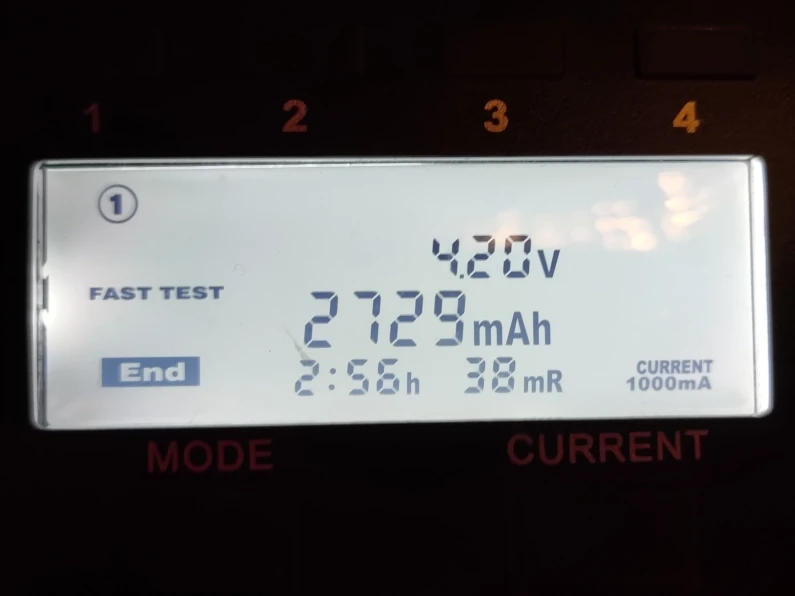 1 2 3 4
1
4.20V
FAST TEST
2729mAh
End 2:56h 38mR CURRENT
1000mA
MODE CURRENT